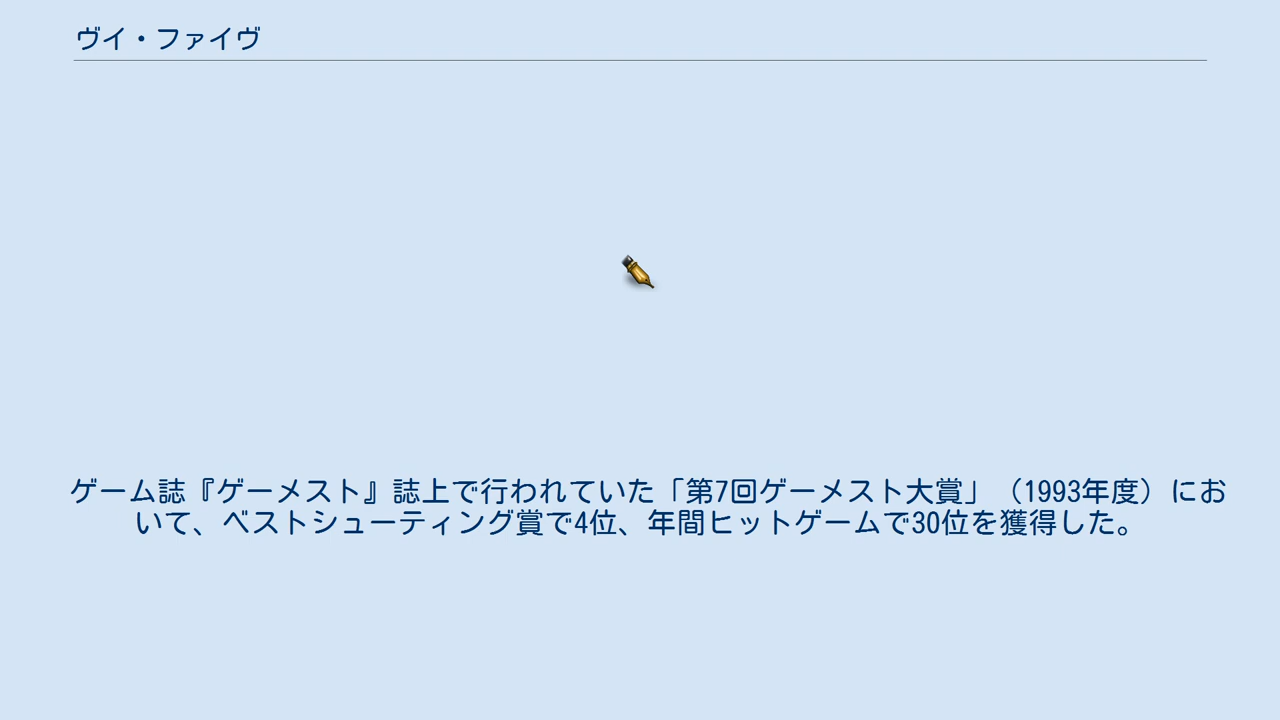 ヴイ・ファイヴ
ゲーム誌『ゲーメスト』誌上で行われていた「第7回ゲーメスト大賞」（1993年度）にお
いて、ベストシューティング賞で4位、年間ヒットゲームで30位を獲得した。